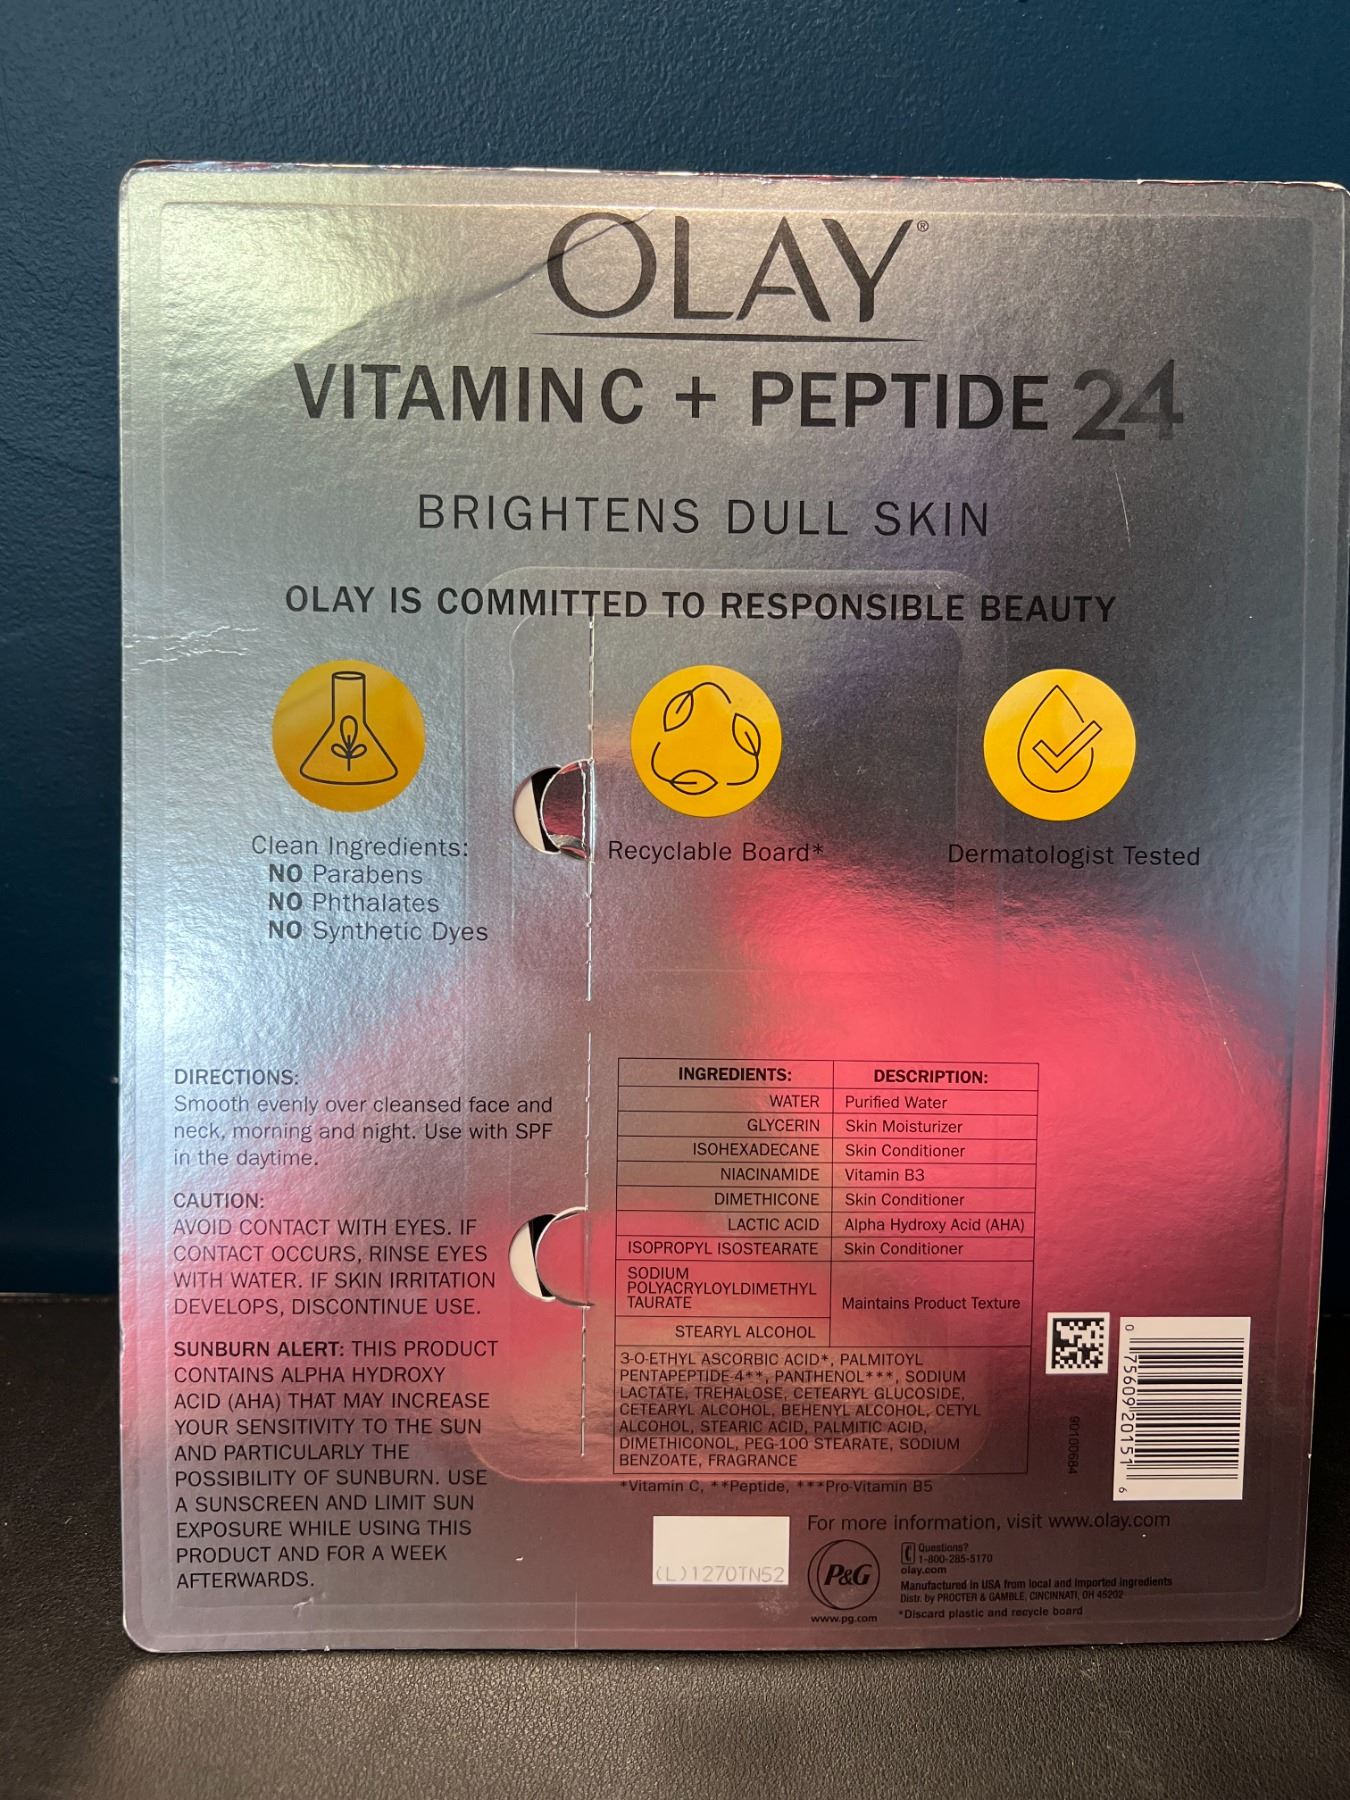 OLAY®
VITAMIN C + PEPTIDE 24
BRIGHTENS DULL SKIN
OLAY IS COMMITTED TO RESPONSIBLE BEAUTY
Clean Ingredients:
NO Parabens
NO Phthalates
NO Synthetic Dyes
Recyclable Board*
Dermatologist Tested
DIRECTIONS:
Smooth evenly over cleansed face and
neck, morning and night. Use with SPF
in the daytime.
CAUTION:
AVOID CONTACT WITH EYES. IF
CONTACT OCCURS, RINSE EYES
WITH WATER. IF SKIN IRRITATION
DEVELOPS, DISCONTINUE USE.
SUNBURN ALERT: THIS PRODUCT
CONTAINS ALPHA HYDROXY
ACID (AHA) THAT MAY INCREASE
YOUR SENSITIVITY TO THE SUN
AND PARTICULARLY THE
POSSIBILITY OF SUNBURN. USE
A SUNSCREEN AND LIMIT SUN
EXPOSURE WHILE USING THIS
PRODUCT AND FOR A WEEK
AFTERWARDS.
INGREDIENTS: DESCRIPTION:
WATER Purified Water
GLYCERIN Skin Moisturizer
ISOHEXADECANE Skin Conditioner
NIACINAMIDE Vitamin B3
DIMETHICONE Skin Conditioner
LACTIC ACID Alpha Hydroxy Acid (AHA)
ISOPROPYL ISOSTEARATE Skin Conditioner
SODIUM
POLYACRYLOYLDIMETHYL
TAURATE Maintains Product Texture
STEARYL ALCOHOL
3-O-ETHYL ASCORBIC ACID*, PALMITOYL
PENTAPEPTIDE-4**, PANTHENOL***, SODIUM
LACTATE, TREHALOSE, CETEARYL GLUCOSIDE,
CETEARYL ALCOHOL, BEHENYL ALCOHOL, CETYL
ALCOHOL, STEARIC ACID, PALMITIC ACID,
DIMETHICONOL, PEG-100 STEARATE, SODIUM
BENZOATE, FRAGRANCE
*Vitamin C, **Peptide, ***Pro-Vitamin B5
90100684
0 75609 20151 6
(L)1270TN52
For more information, visit www.olay.com
P&G
www.pg.com
Questions?
1-800-285-5170
olay.com
Manufactured in USA from local and imported ingredients
Distr. by PROCTER & GAMBLE, CINCINNATI, OH 45202
*Discard plastic and recycle board